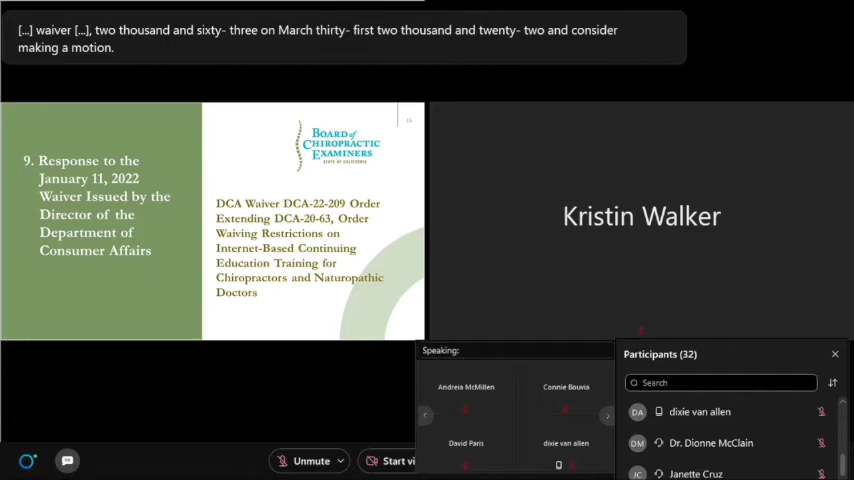 [...] waiver [...], two thousand and sixty- three on March thirty- first two thousand and twenty- two and consider
making a motion.
9. Response to the
January 11, 2022
Waiver Issued by the
Director of the
Department of
Consumer Affairs
15
BOARD of
CHIROPRACTIC
EXAMINERS
STATE OF CALIFORNIA
DCA Waiver DCA-22-209 Order
Extending DCA-20-63, Order
Waiving Restrictions on
Internet-Based Continuing
Education Training for
Chiropractors and Naturopathic
Doctors
Kristin Walker
Speaking:
Andreia McMillen
Connie Bouvia
David Paris
dixie van allen
Participants (32)
Search
DA dixie van allen
DM Dr. Dionne McClain
JC Janette Cruz
Unmute
Start vi